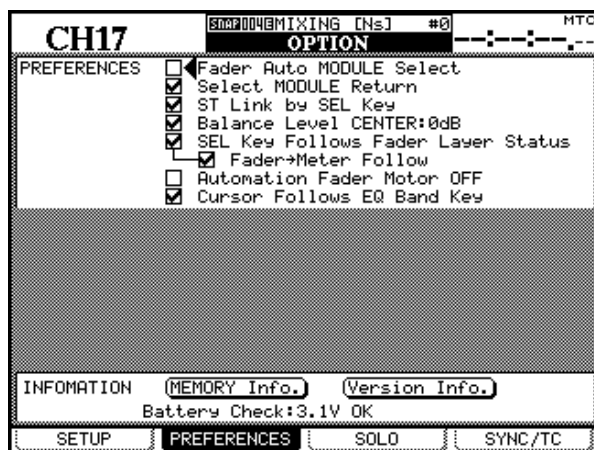 CH17
SNAP004 MIXING [Ns] #0
OPTION
MTC
--:--:--.--
PREFERENCES
Fader Auto MODULE Select
Select MODULE Return
ST Link by SEL Key
Balance Level CENTER:0dB
SEL Key Follows Fader Layer Status
Fader→Meter Follow
Automation Fader Motor OFF
Cursor Follows EQ Band Key
INFOMATION (MEMORY Info.) (Version Info.)
Battery Check:3.1V OK
SETUP PREFERENCES SOLO SYNC/TC